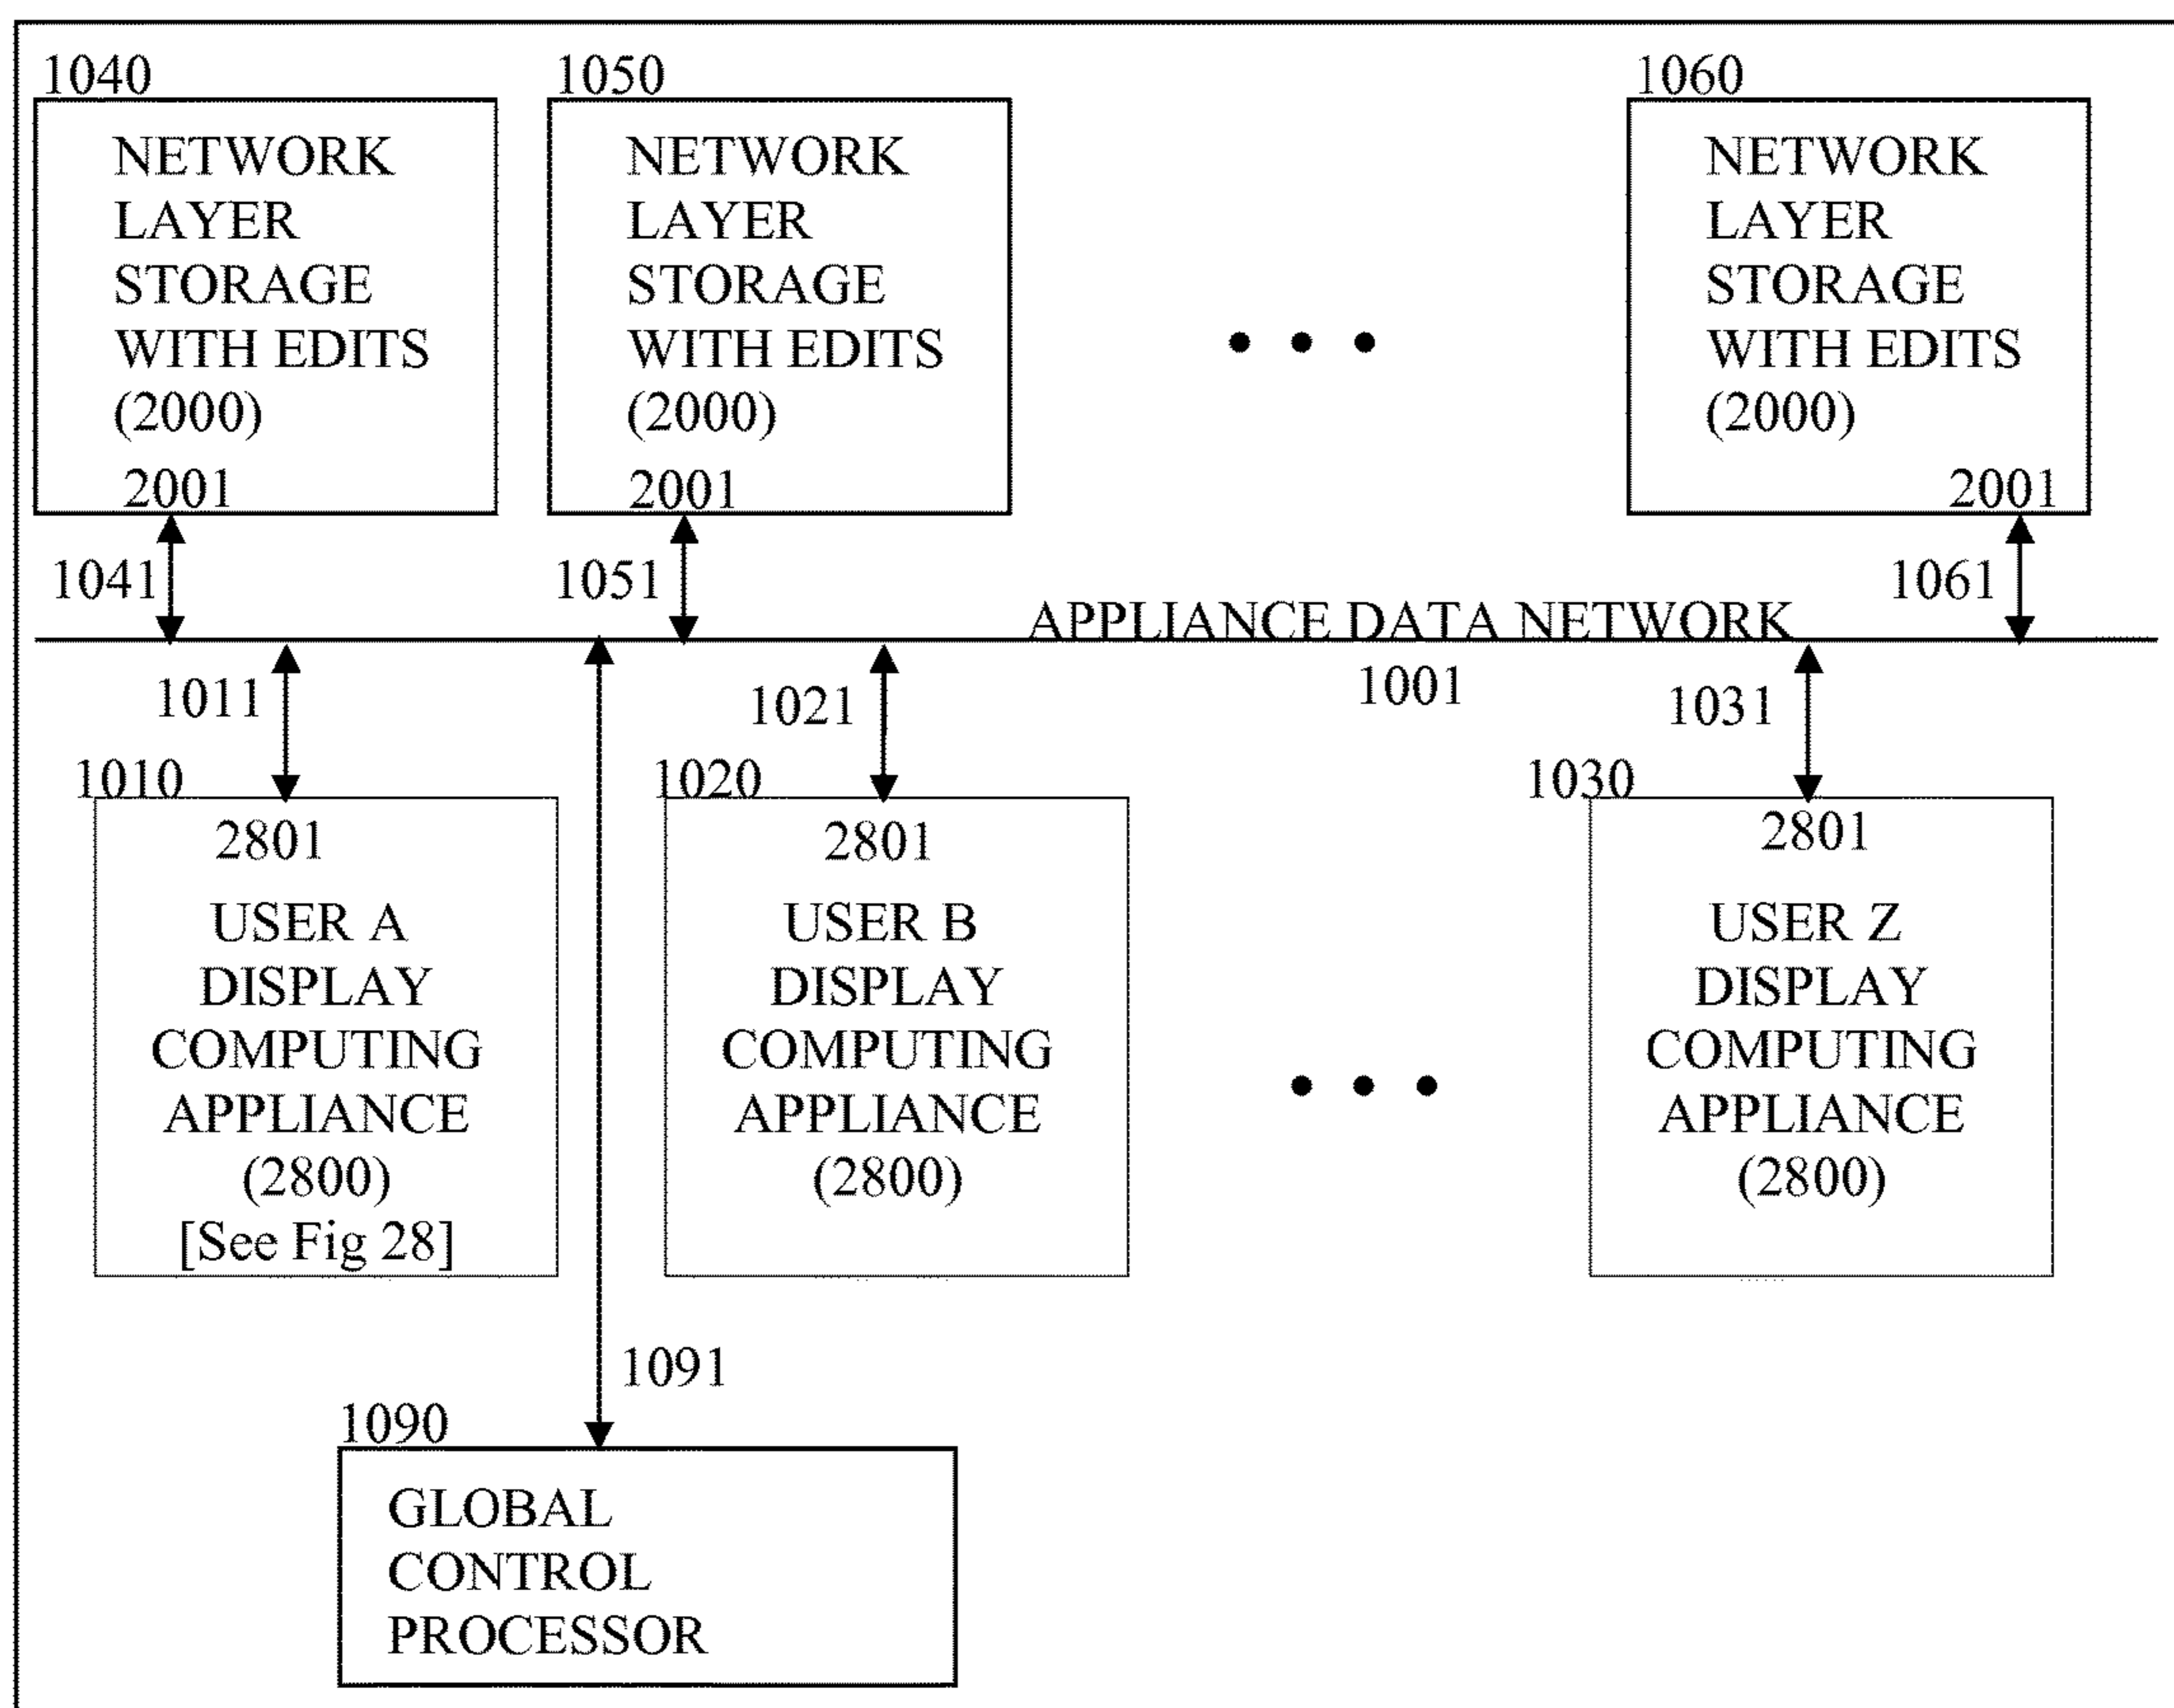 1040
NETWORK
LAYER
STORAGE
WITH EDITS
(2000)
2001
1050
NETWORK
LAYER
STORAGE
WITH EDITS
(2000)
2001
1060
NETWORK
LAYER
STORAGE
WITH EDITS
(2000)
2001
1041
1051
1061
APPLIANCE DATA NETWORK
1001
1011
1021
1031
1010
2801
USER A
DISPLAY
COMPUTING
APPLIANCE
(2800)
[See Fig 28]
1020
2801
USER B
DISPLAY
COMPUTING
APPLIANCE
(2800)
1030
2801
USER Z
DISPLAY
COMPUTING
APPLIANCE
(2800)
1091
1090
GLOBAL
CONTROL
PROCESSOR